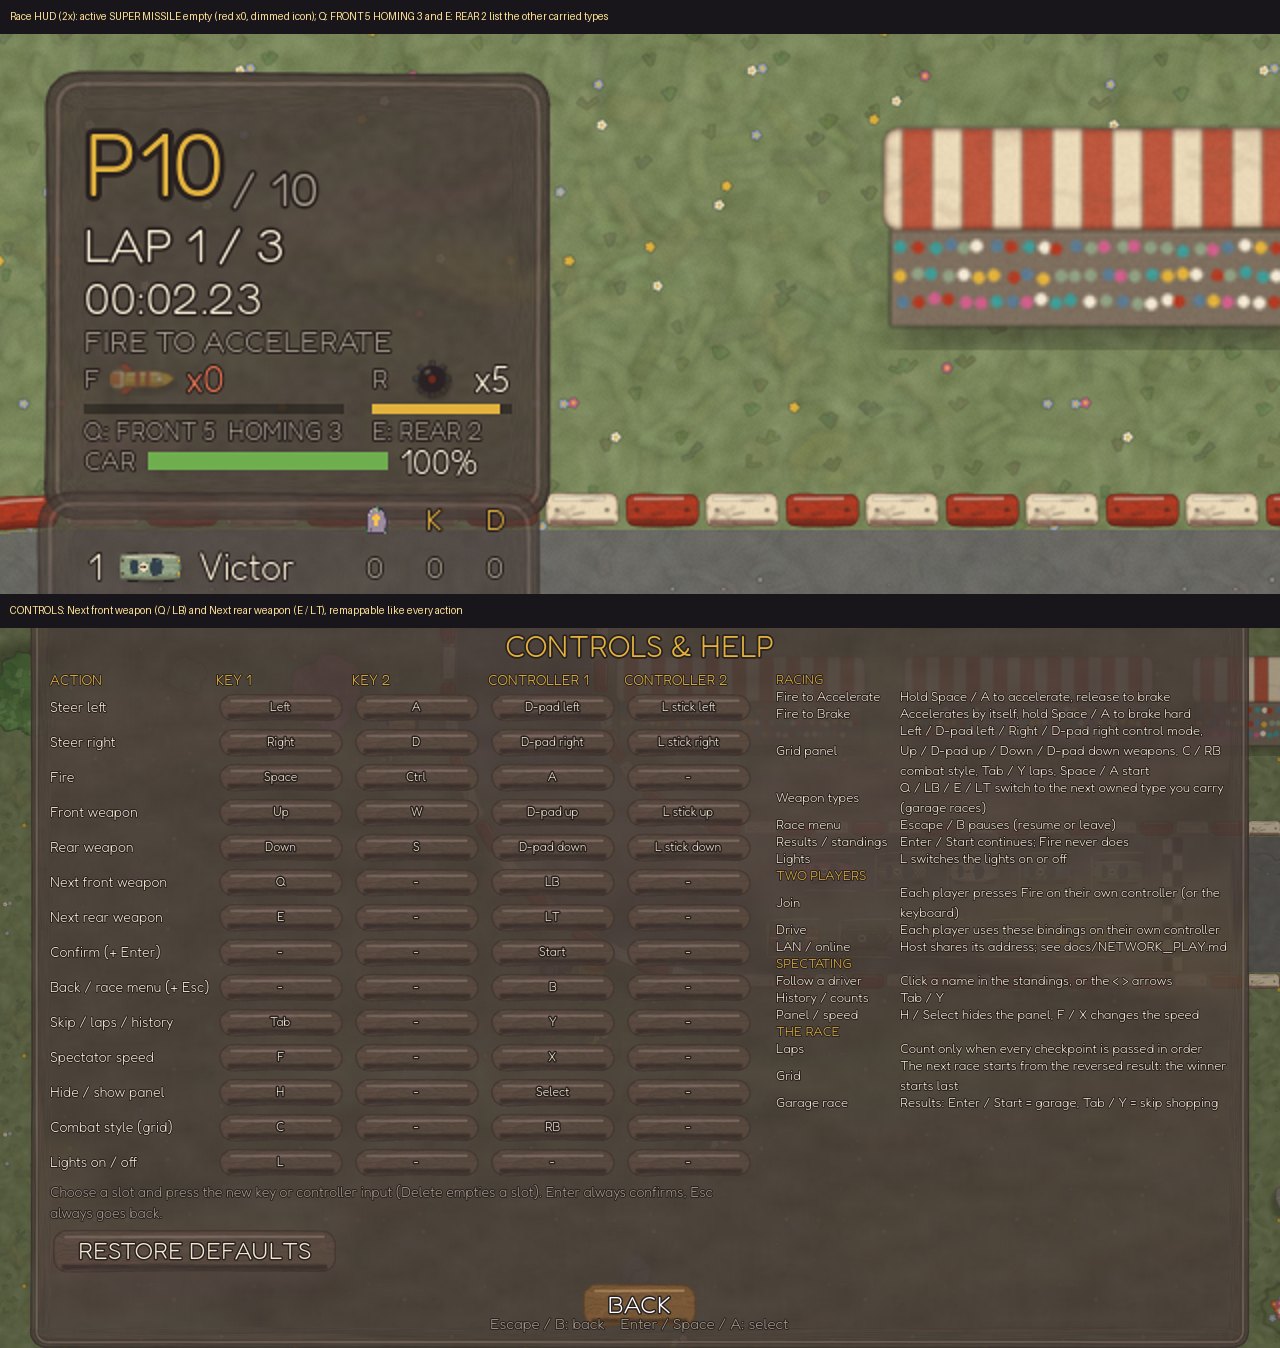 Race HUD (2x): active SUPER MISSILE empty (red x0, dimmed icon); Q: FRONT 5 HOMING 3 and E: REAR 2 list the other carried types
P10 / 10
LAP 1 / 3
00:02.23
FIRE TO ACCELERATE
F x0 R x5
Q: FRONT 5 HOMING 3 E: REAR 2
CAR 100%
K D
1 Victor 0 0 0
CONTROLS: Next front weapon (Q / LB) and Next rear weapon (E / LT), remappable like every action
CONTROLS & HELP
ACTION KEY 1 KEY 2 CONTROLLER 1 CONTROLLER 2
Steer left Left A D-pad left L stick left
Steer right Right D D-pad right L stick right
Fire Space Ctrl A -
Front weapon Up W D-pad up L stick up
Rear weapon Down S D-pad down L stick down
Next front weapon Q - LB -
Next rear weapon E - LT -
Confirm (+ Enter) - - Start -
Back / race menu (+ Esc) - - B -
Skip / laps / history Tab - Y -
Spectator speed F - X -
Hide / show panel H - Select -
Combat style (grid) C - RB -
Lights on / off L - - -
Choose a slot and press the new key or controller input (Delete empties a slot). Enter always confirms, Esc
always goes back.
RESTORE DEFAULTS
RACING
Fire to Accelerate Hold Space / A to accelerate, release to brake
Fire to Brake Accelerates by itself, hold Space / A to brake hard
Left / D-pad left / Right / D-pad right control mode,
Grid panel Up / D-pad up / Down / D-pad down weapons, C / RB
combat style, Tab / Y laps, Space / A start
Weapon types Q / LB / E / LT switch to the next owned type you carry
(garage races)
Race menu Escape / B pauses (resume or leave)
Results / standings Enter / Start continues; Fire never does
Lights L switches the lights on or off
TWO PLAYERS
Join Each player presses Fire on their own controller (or the
keyboard)
Drive Each player uses these bindings on their own controller
LAN / online Host shares its address; see docs/NETWORK_PLAY.md
SPECTATING
Follow a driver Click a name in the standings, or the < > arrows
History / counts Tab / Y
Panel / speed H / Select hides the panel, F / X changes the speed
THE RACE
Laps Count only when every checkpoint is passed in order
Grid The next race starts from the reversed result: the winner
starts last
Garage race Results: Enter / Start = garage, Tab / Y = skip shopping
BACK
Escape / B: back Enter / Space / A: select